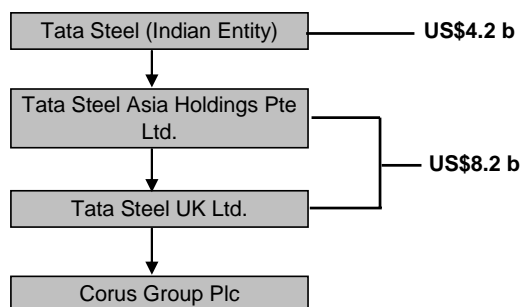 Tata Steel (Indian Entity)
US$4.2 b
Tata Steel Asia Holdings Pte
Ltd.
US$8.2 b
Tata Steel UK Ltd.
Corus Group Plc